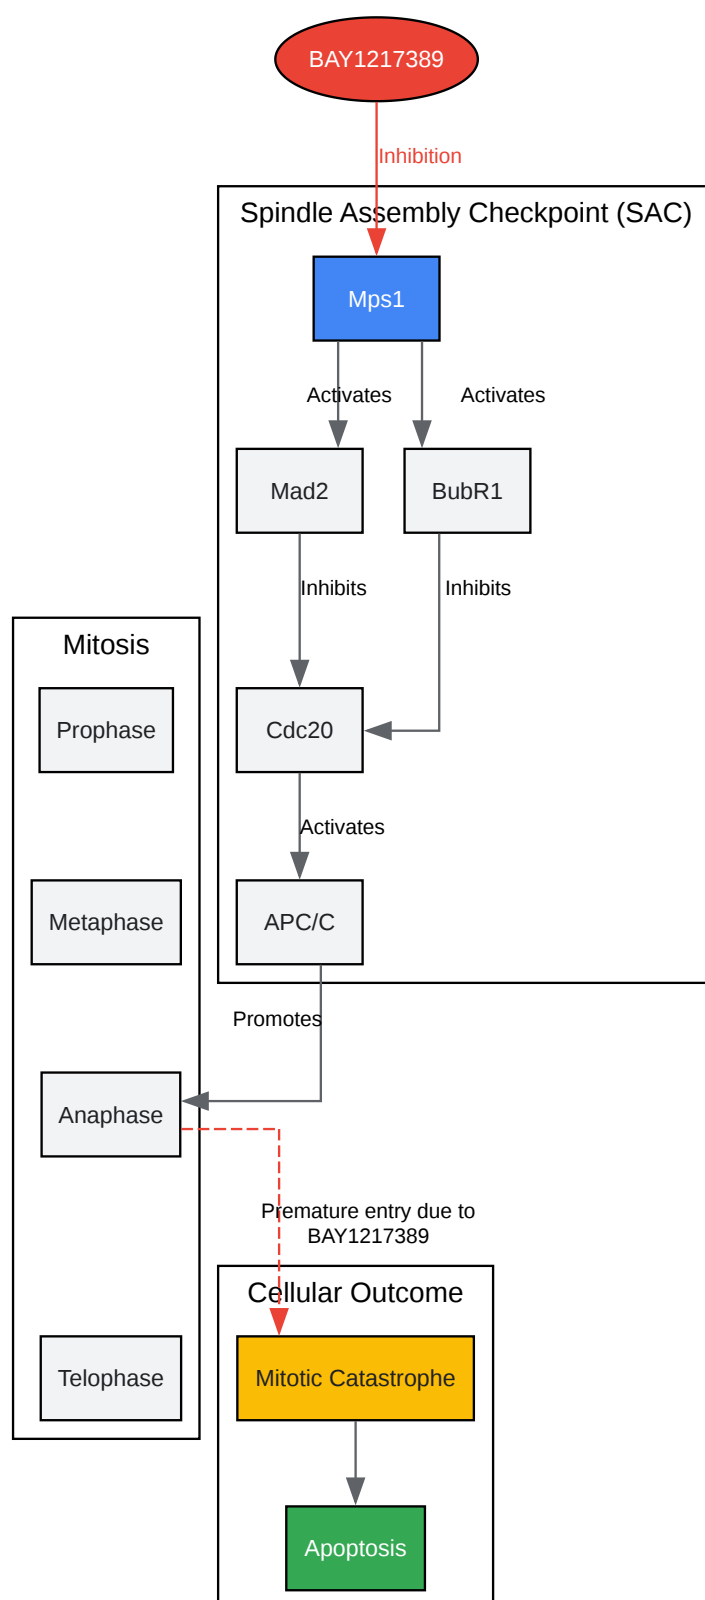 BAY1217389
Inhibition
Spindle Assembly Checkpoint (SAC)
Mps1
Activates
Activates
Mad2
BubR1
Inhibits
Inhibits
Mitosis
Prophase
Cdc20
Activates
Metaphase
APC/C
Promotes
Anaphase
Premature entry due to
BAY1217389
Cellular Outcome
Telophase
Mitotic Catastrophe
Apoptosis